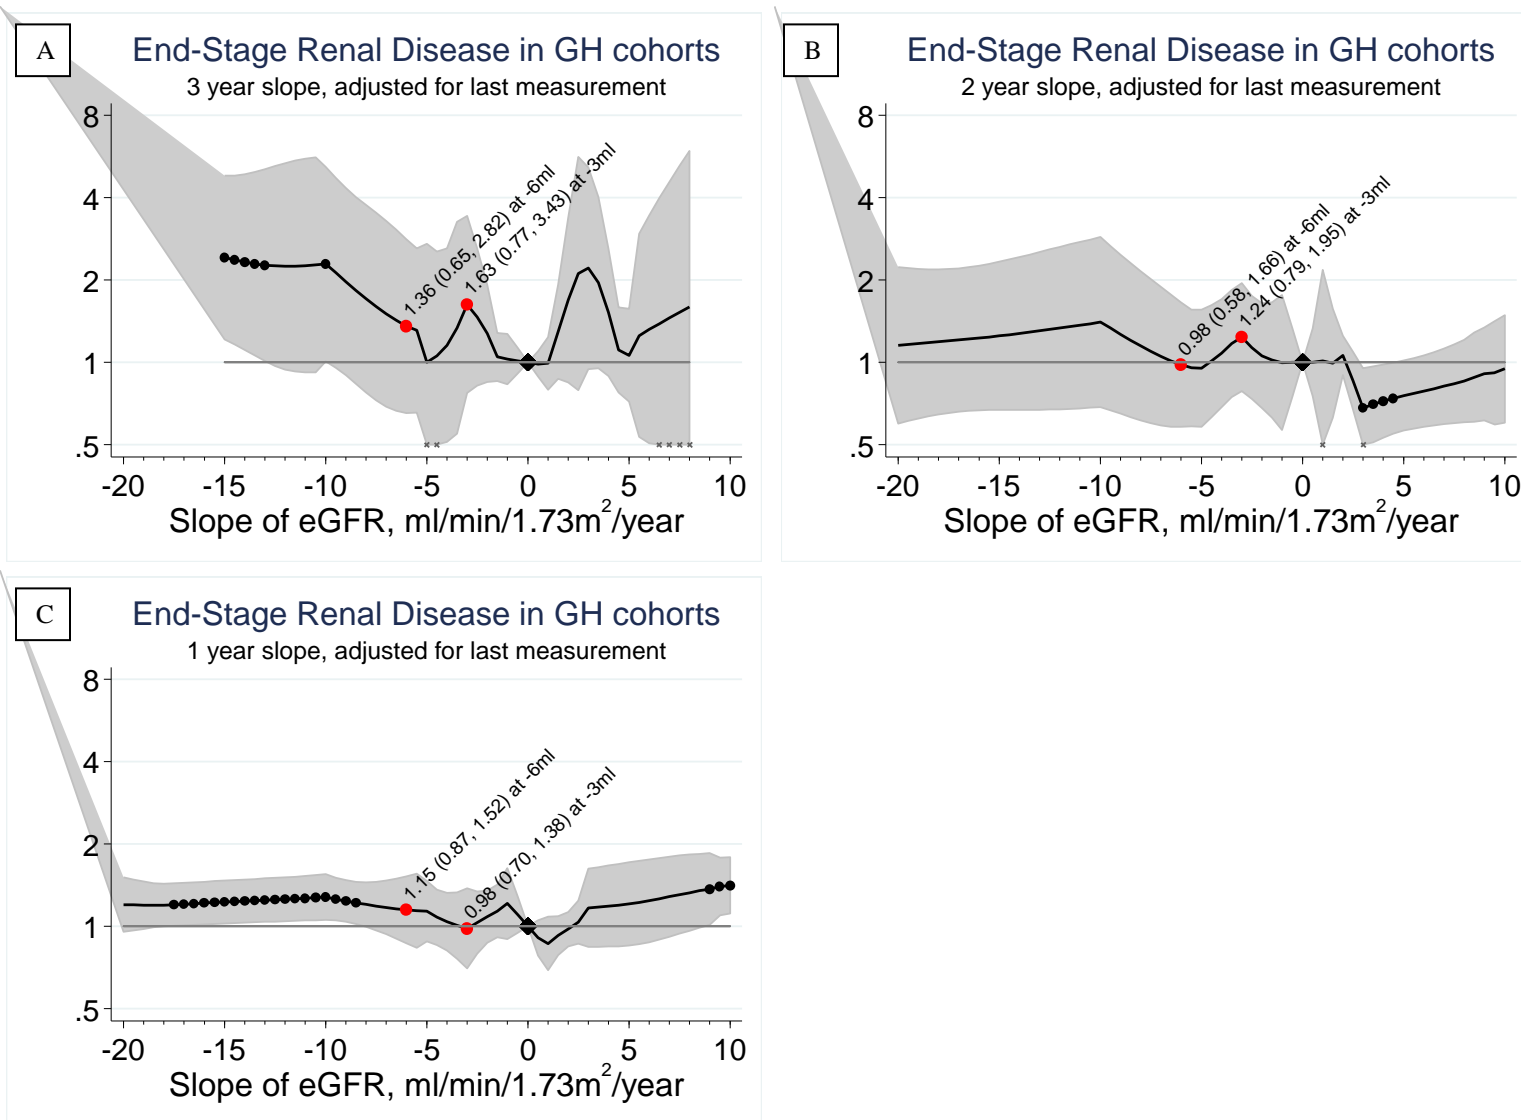 A
End-Stage Renal Disease in GH cohorts
3 year slope, adjusted for last measurement
8
4
2
1
.5
1.36 (0.65, 2.82) at -6ml
1.63 (0.77, 3.43) at -3ml
-20 -15 -10 -5 0 5 10
Slope of eGFR, ml/min/1.73m²/year
B
End-Stage Renal Disease in GH cohorts
2 year slope, adjusted for last measurement
8
4
2
1
.5
0.98 (0.58, 1.66) at -6ml
1.24 (0.79, 1.95) at -3ml
-20 -15 -10 -5 0 5 10
Slope of eGFR, ml/min/1.73m²/year
C
End-Stage Renal Disease in GH cohorts
1 year slope, adjusted for last measurement
8
4
2
1
.5
1.15 (0.87, 1.52) at -6ml
0.98 (0.70, 1.38) at -3ml
-20 -15 -10 -5 0 5 10
Slope of eGFR, ml/min/1.73m²/year